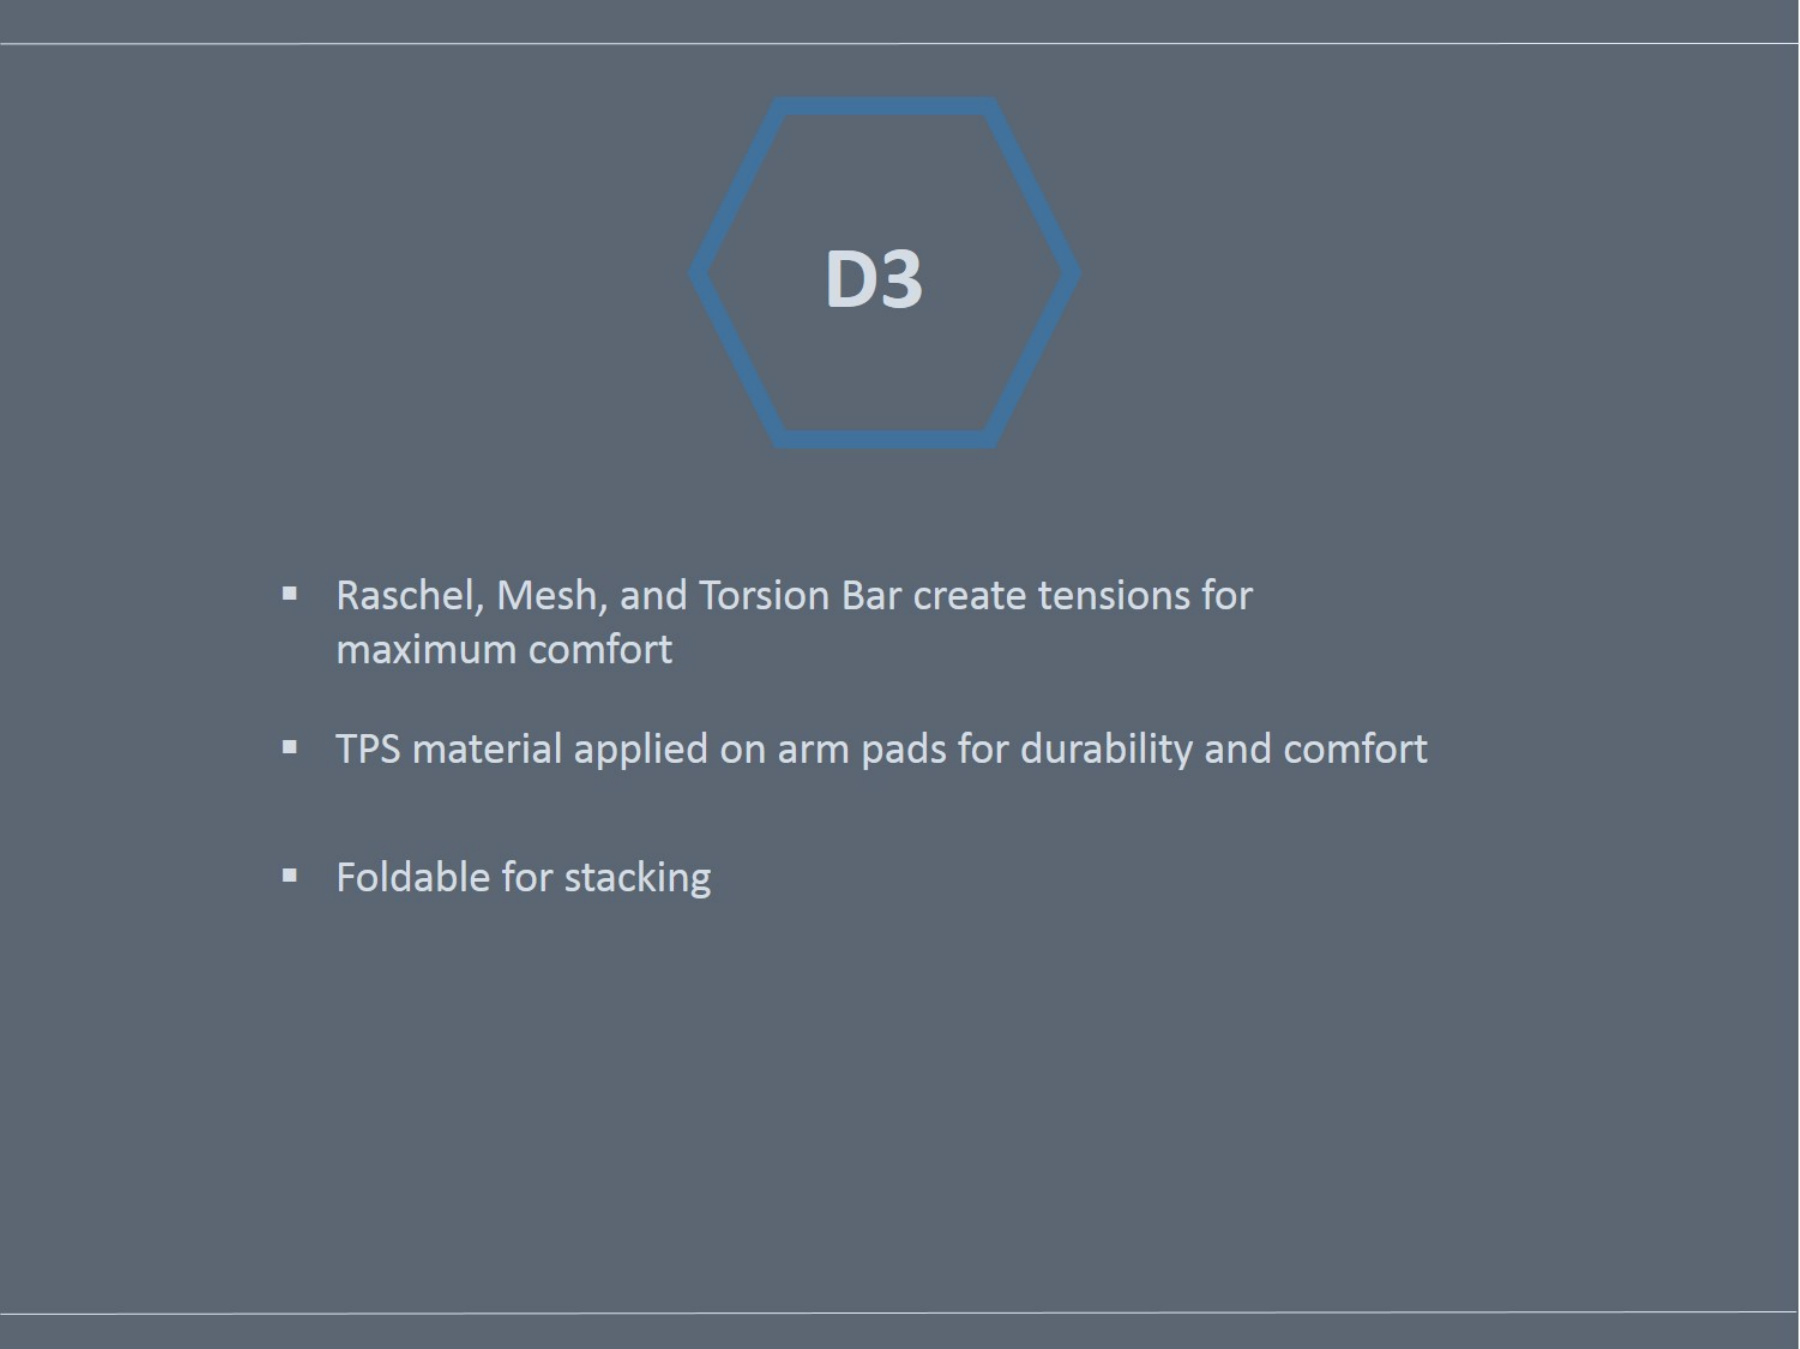 D3
▪ Raschel, Mesh, and Torsion Bar create tensions for
maximum comfort
▪ TPS material applied on arm pads for durability and comfort
▪ Foldable for stacking